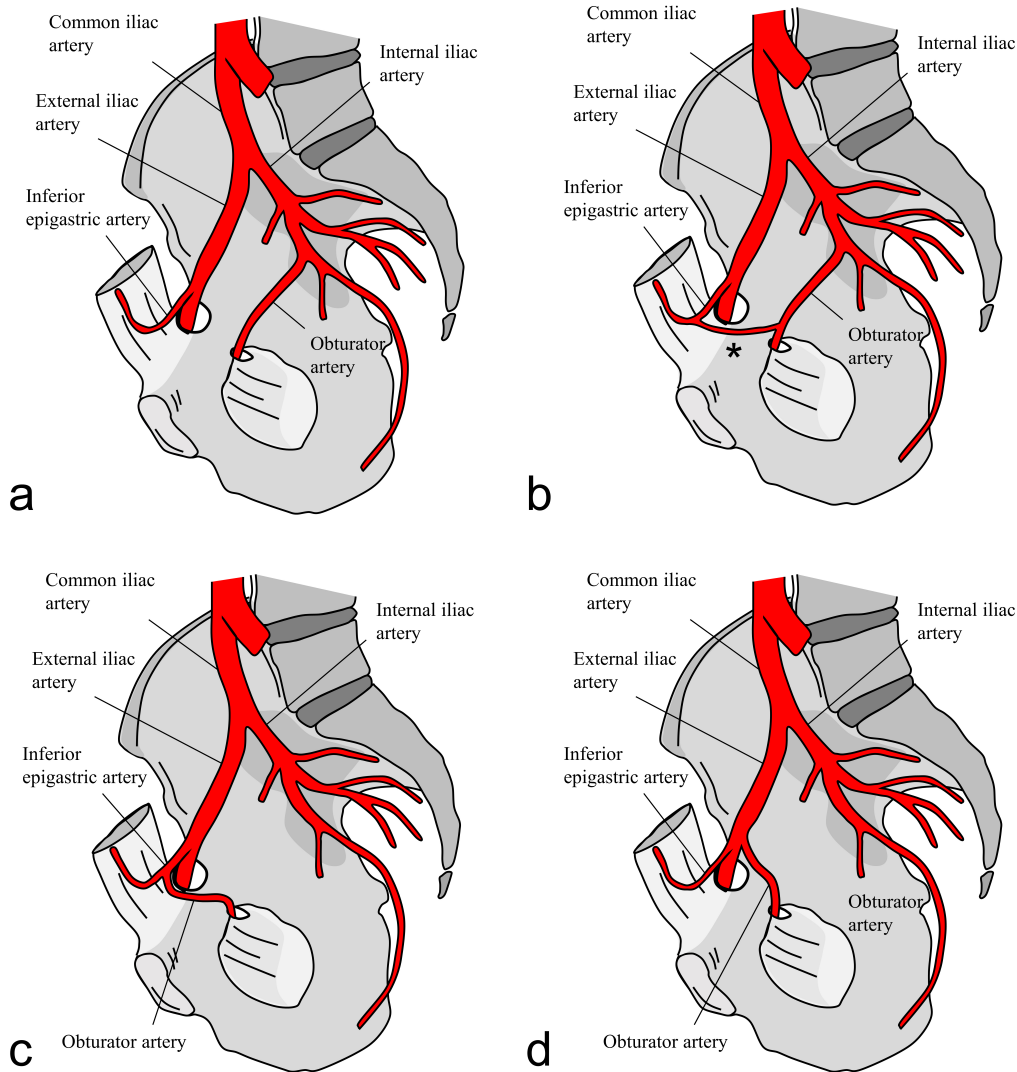 Common iliac
artery
Internal iliac
artery
External iliac
artery
Inferior
epigastric artery
Obturator
artery
a
Common iliac
artery
Internal iliac
artery
External iliac
artery
Inferior
epigastric artery
Obturator
artery
*
b
Common iliac
artery
Internal iliac
artery
External iliac
artery
Inferior
epigastric artery
Obturator artery
c
Common iliac
artery
Internal iliac
artery
External iliac
artery
Inferior
epigastric artery
Obturator
artery
Obturator artery
d